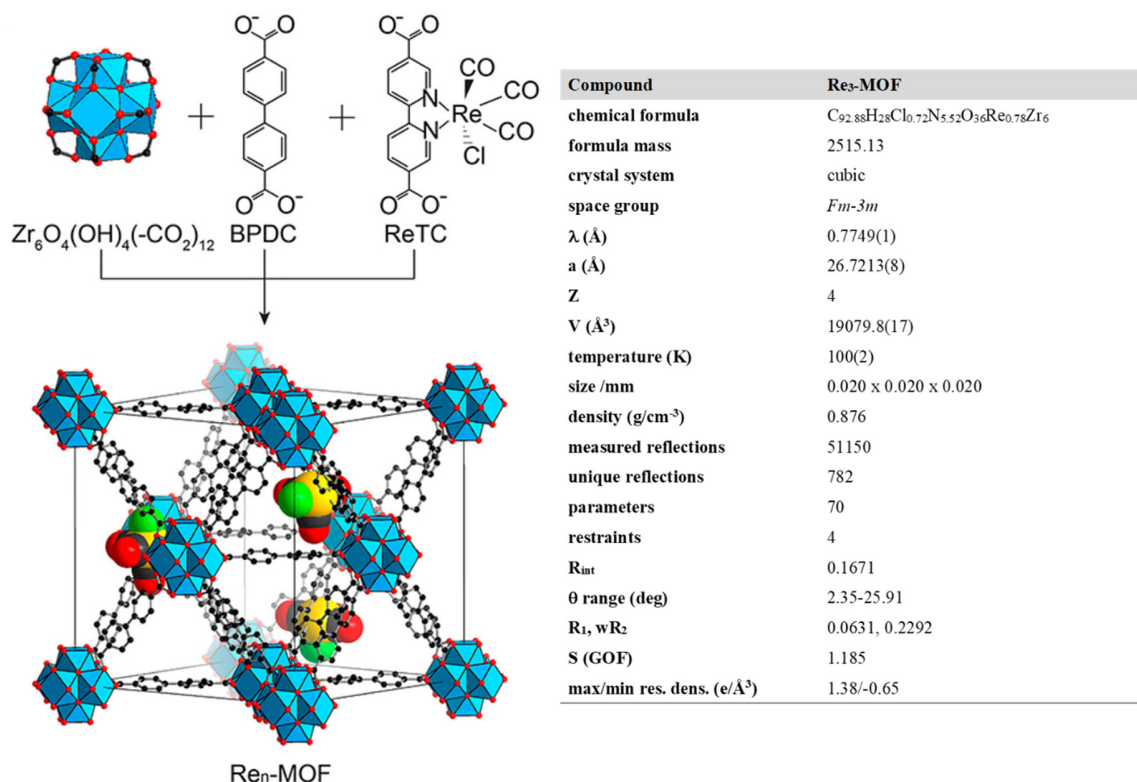 O
O⁻
O⁻
O
CO
N
Re
CO
N
CO
Cl
O
O⁻
O
O⁻
+
+
Zr₆O₄(OH)₄(-CO₂)₁₂ BPDC ReTC
Reₙ-MOF
Compound Re₃-MOF
chemical formula C₉₂.₈₈H₂₈Cl₀.₇₂N₅.₅₂O₃₆Re₀.₇₈Zr₆
formula mass 2515.13
crystal system cubic
space group Fm-3m
λ (Å) 0.7749(1)
a (Å) 26.7213(8)
Z 4
V (Å³) 19079.8(17)
temperature (K) 100(2)
size /mm 0.020 x 0.020 x 0.020
density (g/cm⁻³) 0.876
measured reflections 51150
unique reflections 782
parameters 70
restraints 4
R_int 0.1671
θ range (deg) 2.35-25.91
R₁, wR₂ 0.0631, 0.2292
S (GOF) 1.185
max/min res. dens. (e/Å³) 1.38/-0.65